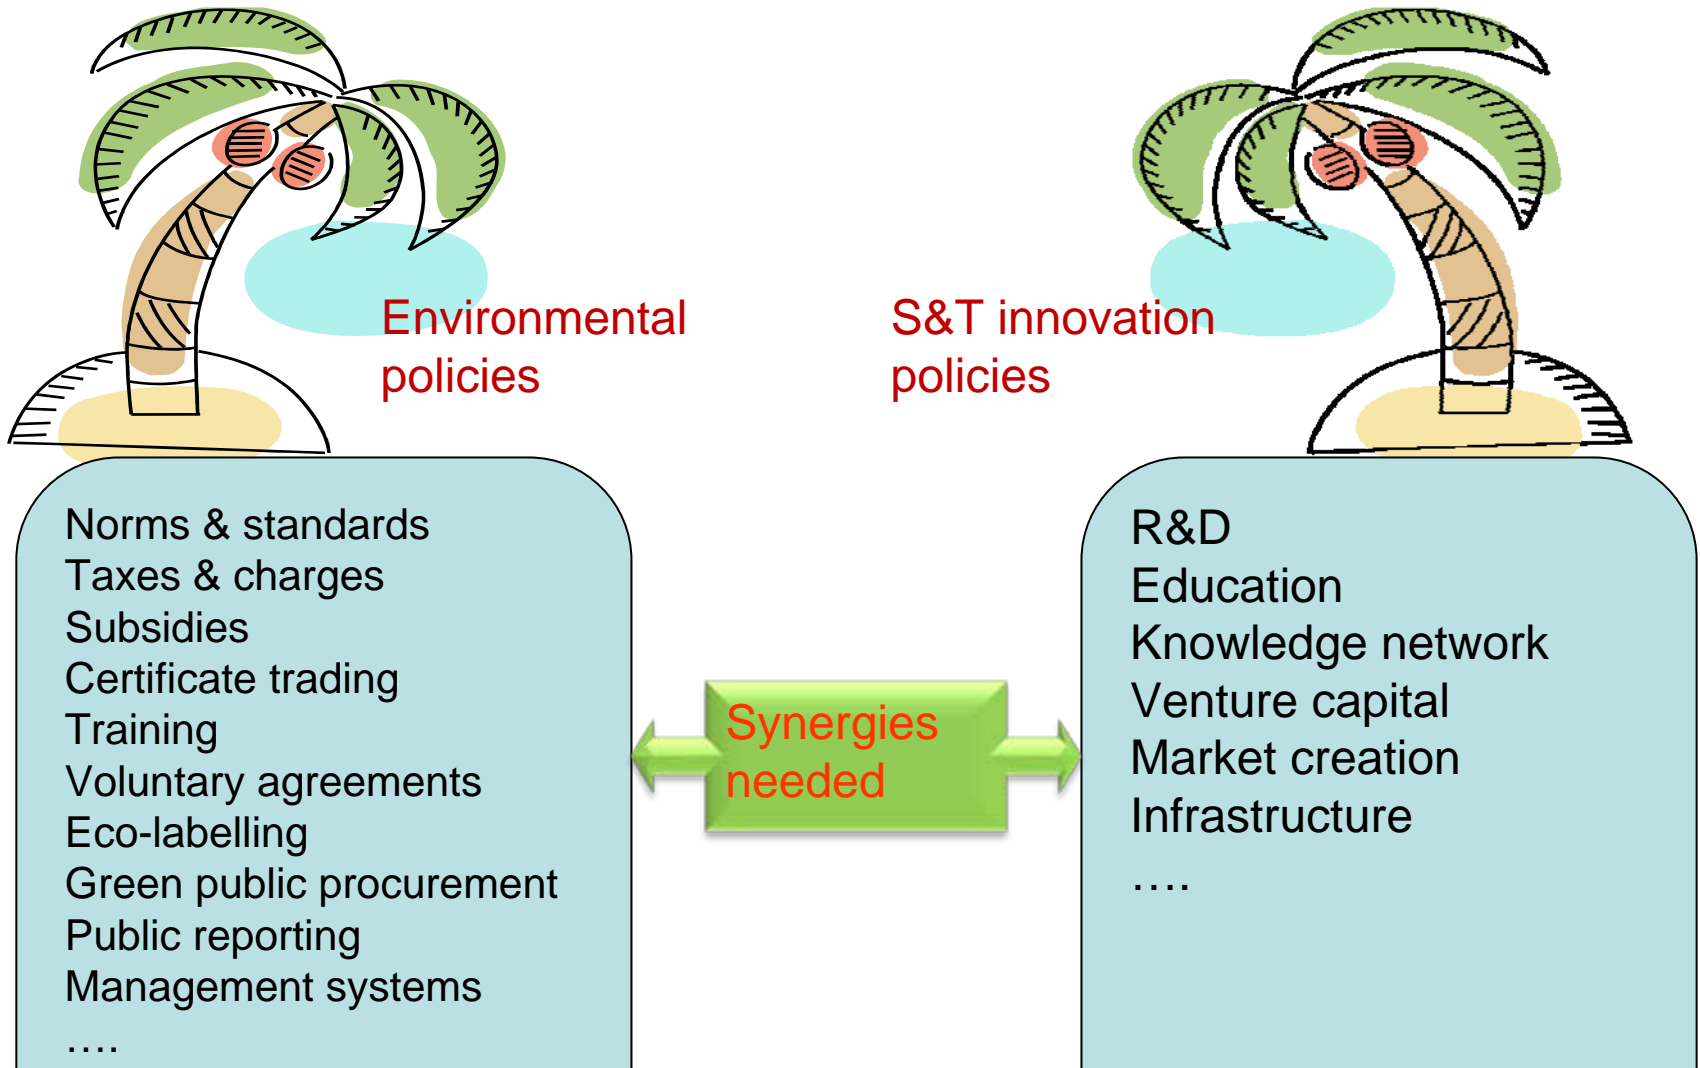 Environmental
policies
S&T innovation
policies
Norms & standards
Taxes & charges
Subsidies
Certificate trading
Training
Voluntary agreements
Eco-labelling
Green public procurement
Public reporting
Management systems
….
Synergies
needed
R&D
Education
Knowledge network
Venture capital
Market creation
Infrastructure
….